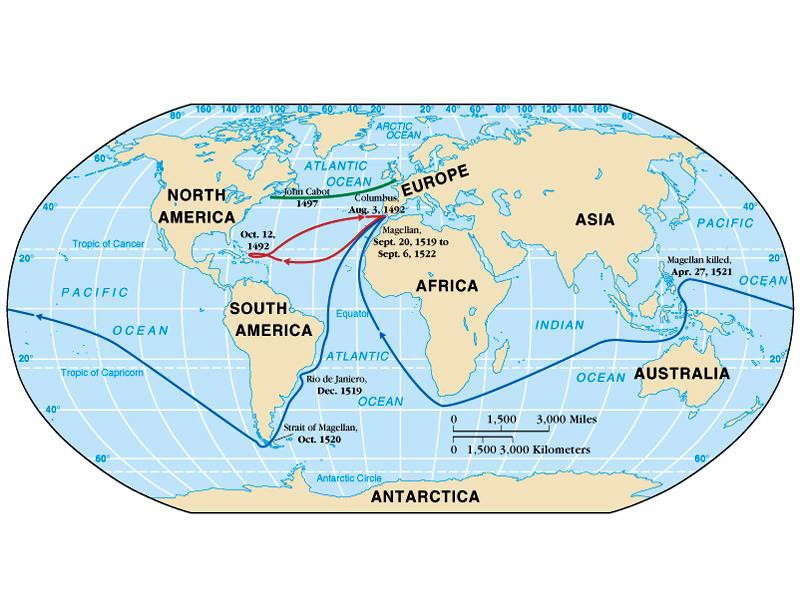 160° 140° 120° 100° 80° 60° 40° 20° 20° 40° 60° 80° 100° 120° 140° 160°
80°
80°
ARCTIC
OCEAN
60°
60°
ATLANTIC
OCEAN
EUROPE
John Cabot
1497
Columbus,
Aug. 3, 1492
NORTH
AMERICA
40°
40°
ASIA
PACIFIC
Oct. 12,
1492
Magellan,
Sept. 20, 1519 to
Sept. 6, 1522
Tropic of Cancer
20°
20°
Magellan killed,
Apr. 27, 1521
OCEAN
AFRICA
PACIFIC
SOUTH
AMERICA
Equator
OCEAN
INDIAN
ATLANTIC
20°
20°
Tropic of Capricorn
Rio de Janiero,
Dec. 1519
OCEAN
AUSTRALIA
OCEAN
40°
40°
0 1,500 3,000 Miles
0 1,500 3,000 Kilometers
Strait of Magellan,
Oct. 1520
60°
60°
Antarctic Circle
ANTARCTICA